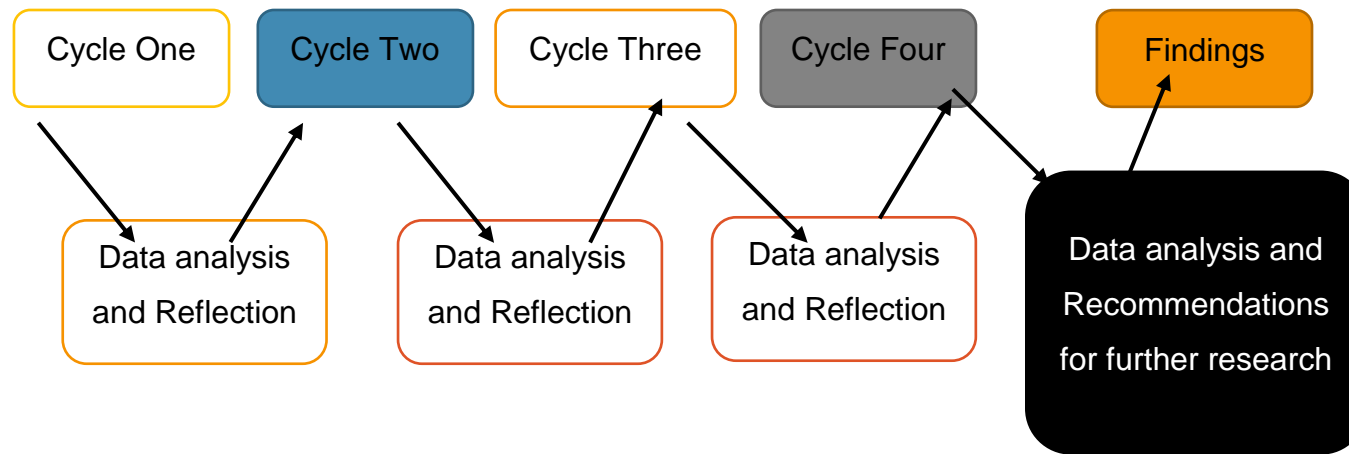 Cycle One
Cycle Two
Cycle Three
Cycle Four
Findings
Data analysis
and Reflection
Data analysis
and Reflection
Data analysis
and Reflection
Data analysis and
Recommendations
for further research